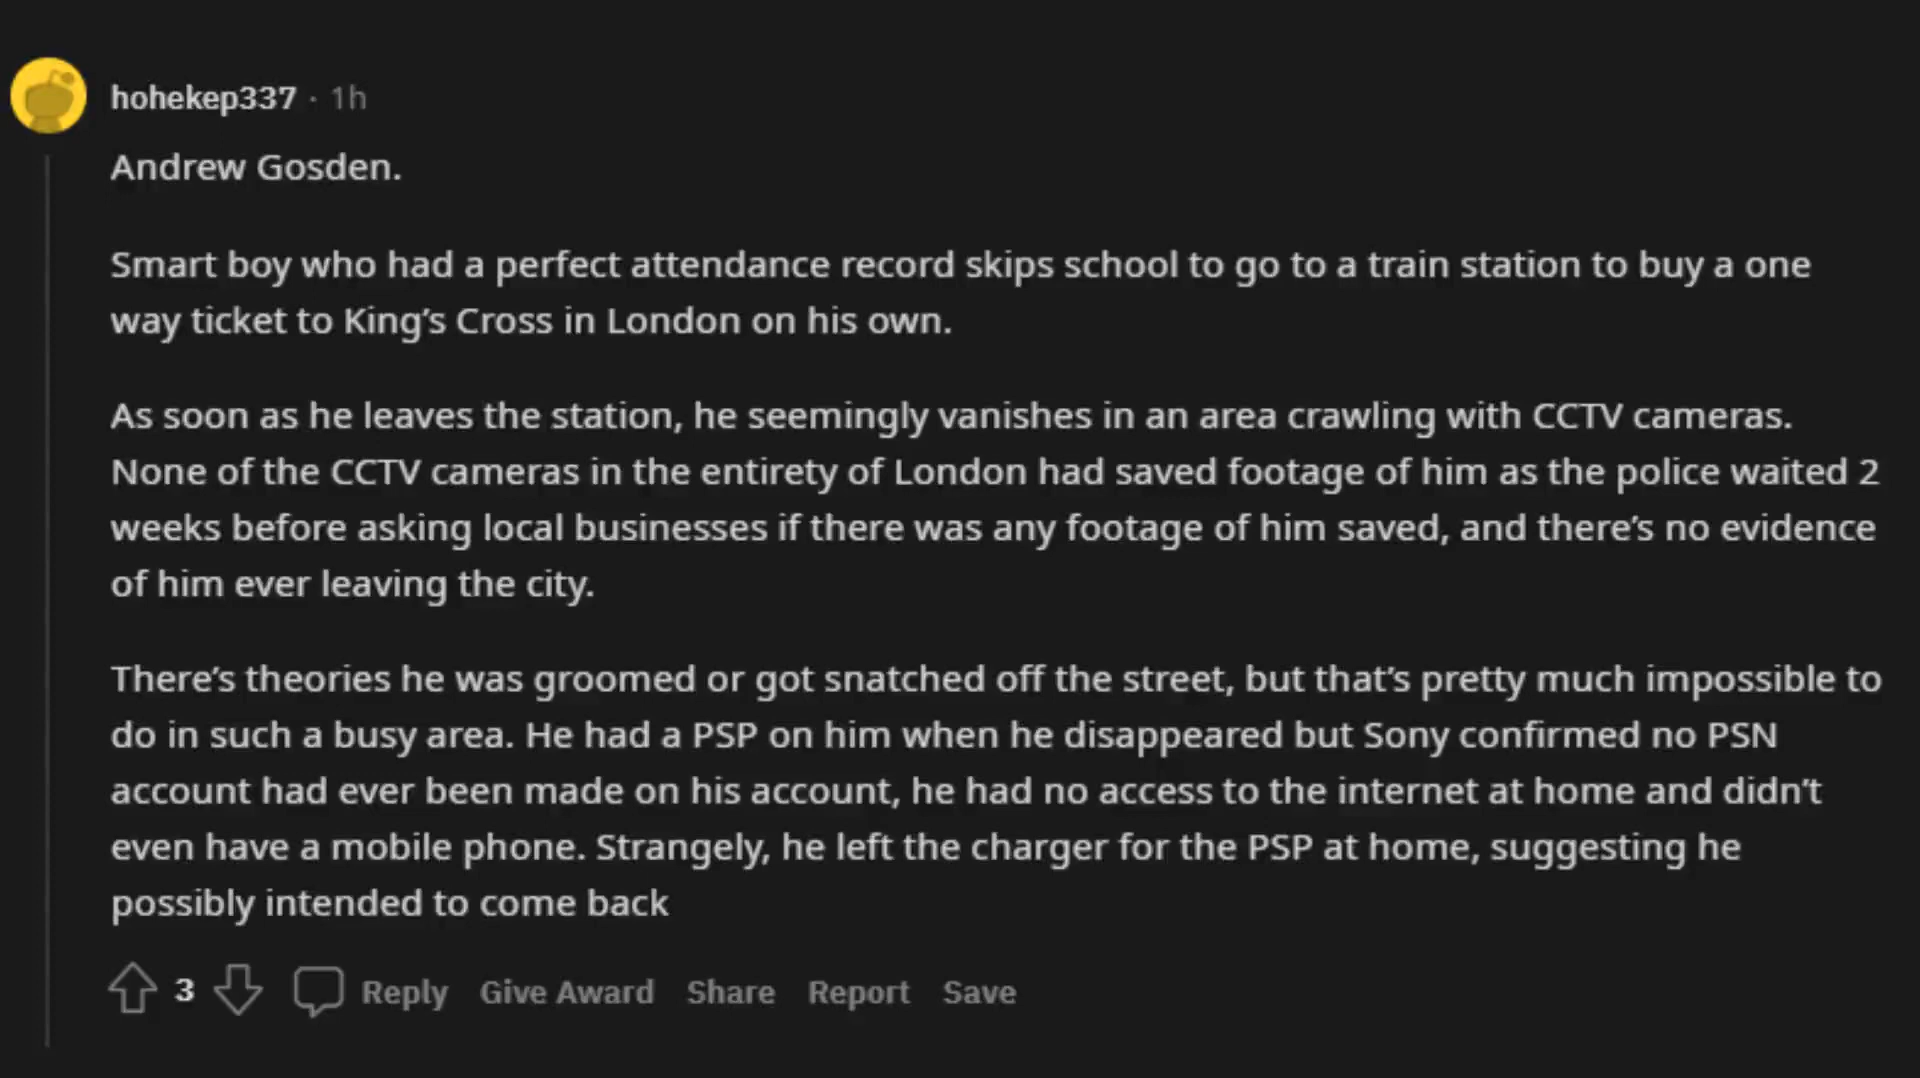 hohekep337 · 1h
Andrew Gosden.
Smart boy who had a perfect attendance record skips school to go to a train station to buy a one
way ticket to King's Cross in London on his own.
As soon as he leaves the station, he seemingly vanishes in an area crawling with CCTV cameras.
None of the CCTV cameras in the entirety of London had saved footage of him as the police waited 2
weeks before asking local businesses if there was any footage of him saved, and there's no evidence
of him ever leaving the city.
There's theories he was groomed or got snatched off the street, but that's pretty much impossible to
do in such a busy area. He had a PSP on him when he disappeared but Sony confirmed no PSN
account had ever been made on his account, he had no access to the internet at home and didn't
even have a mobile phone. Strangely, he left the charger for the PSP at home, suggesting he
possibly intended to come back
3 Reply Give Award Share Report Save